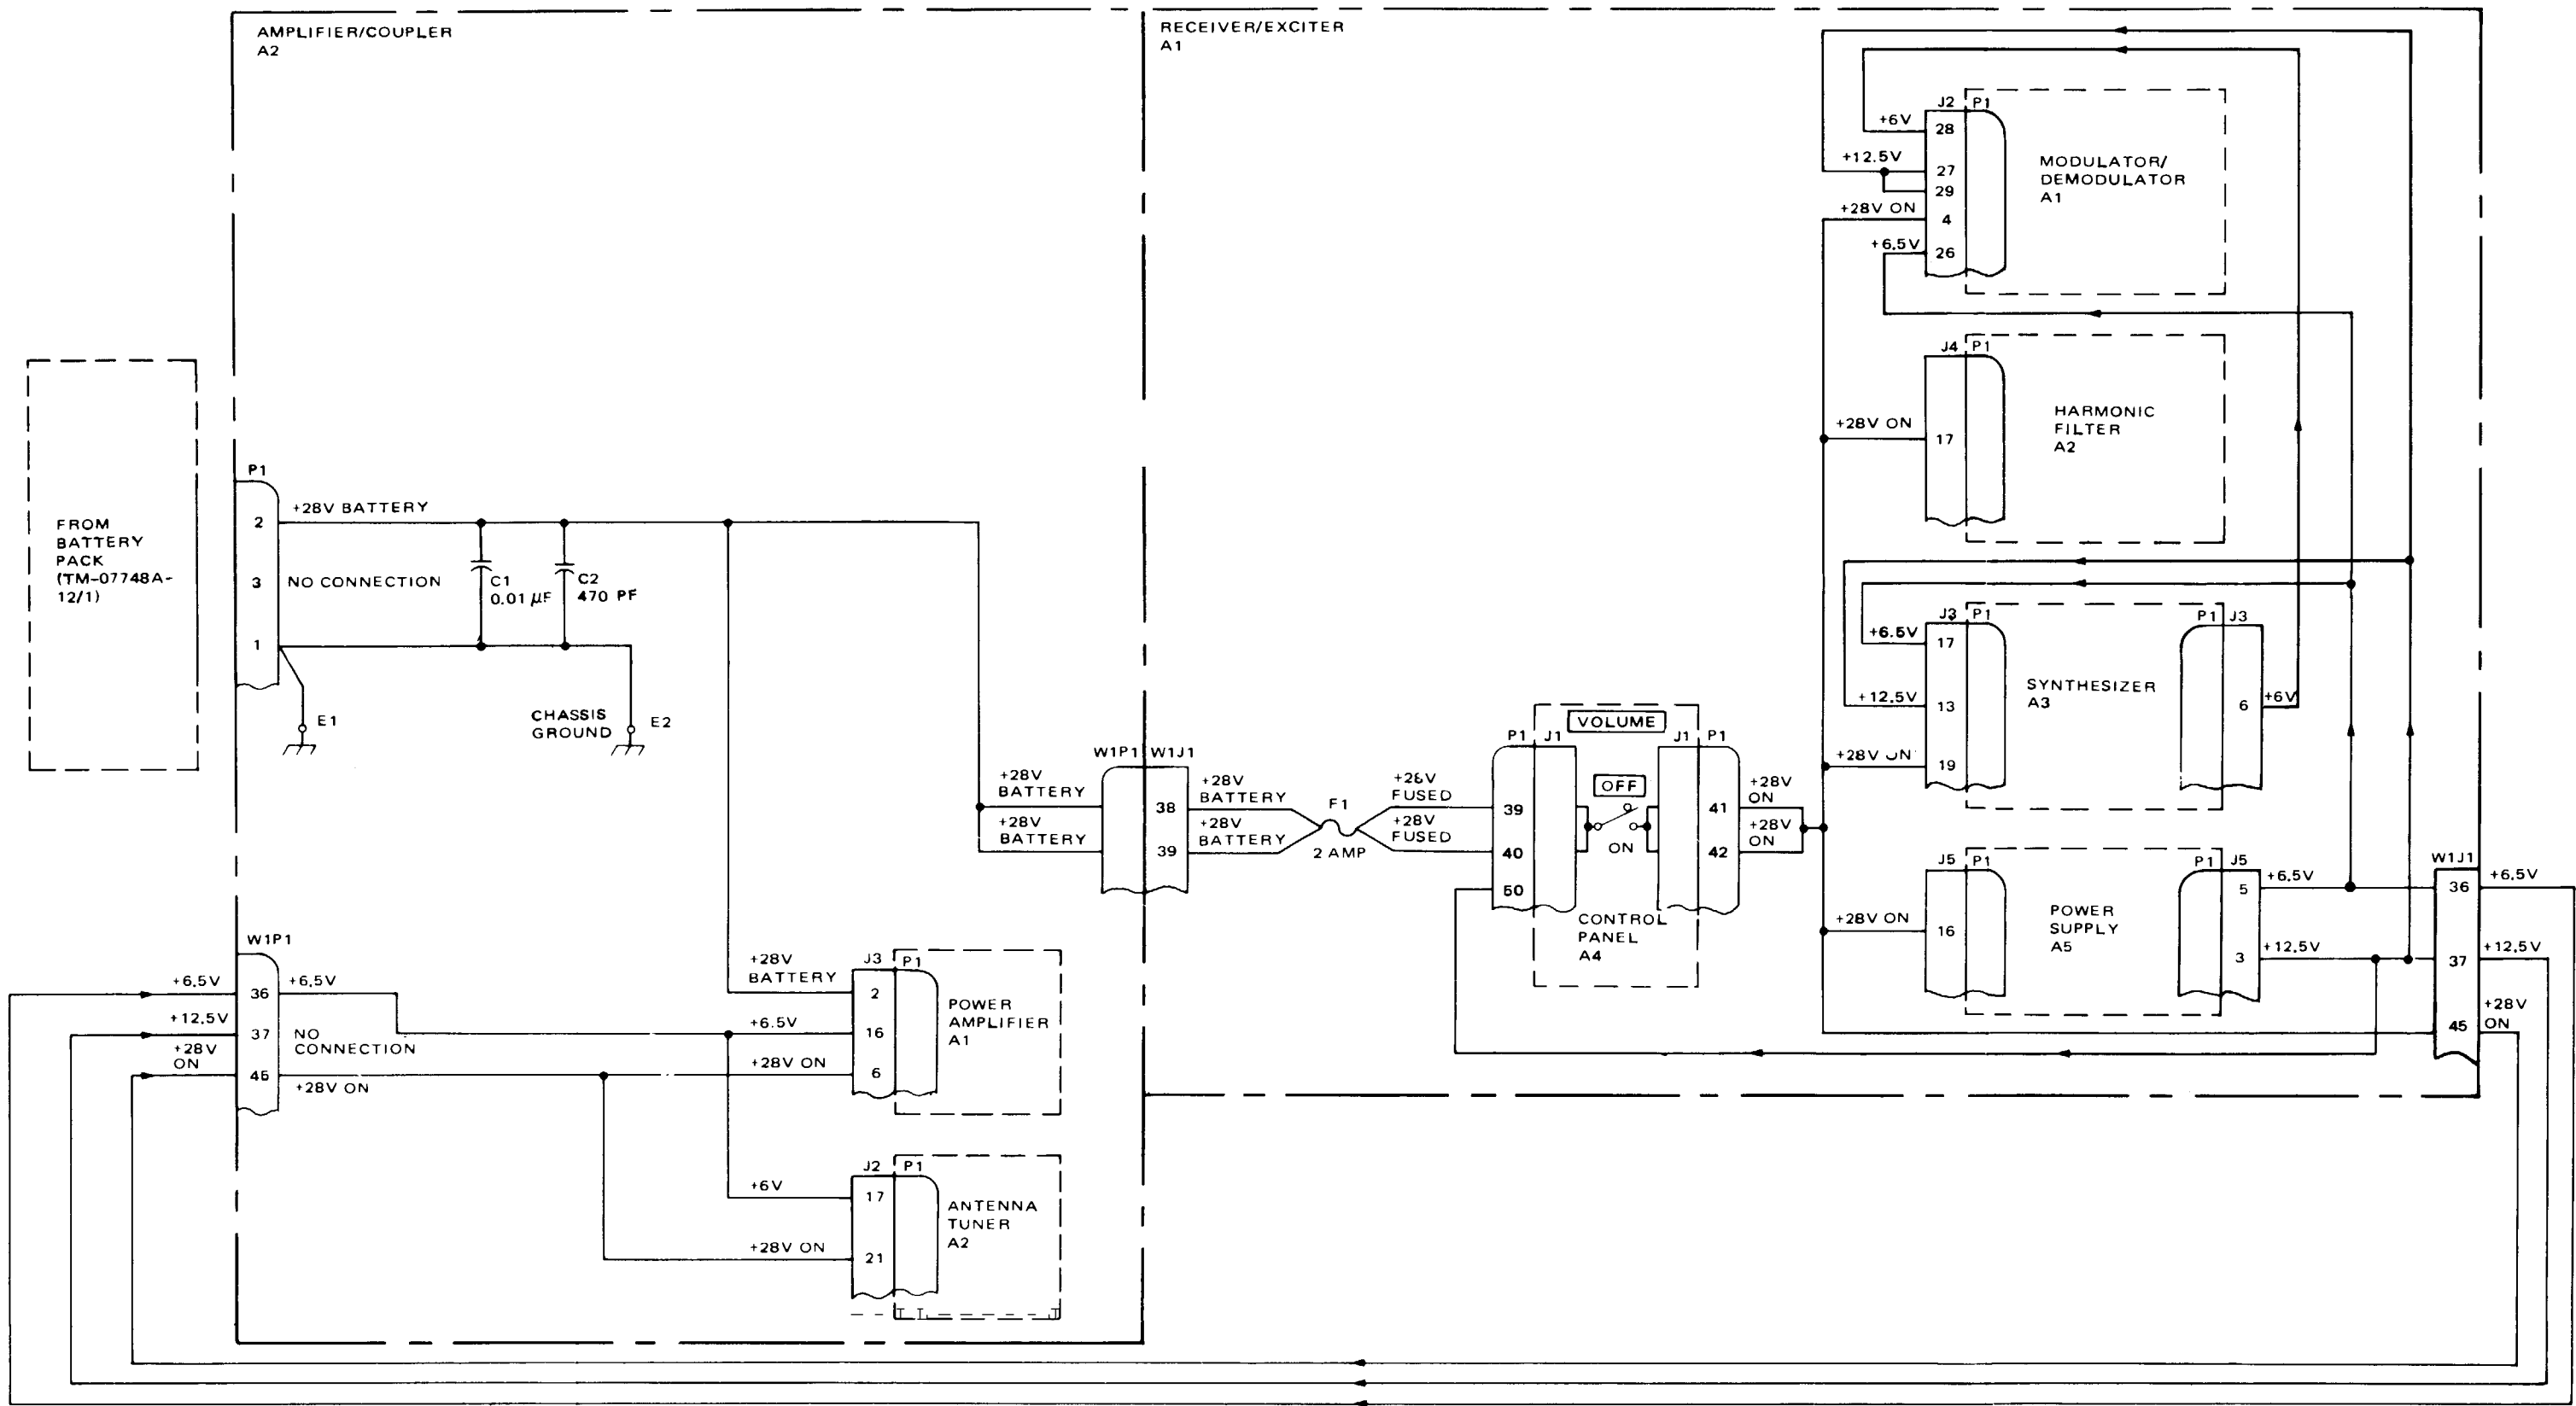 AMPLIFIER/COUPLER
A2
RECEIVER/EXCITER
A1
FROM
BATTERY
PACK
(TM-07748A-
12/1)
P1
2
+28V BATTERY
3
NO CONNECTION
1
C1
0.01 μF
C2
470 PF
E1
CHASSIS
GROUND
E2
W1P1
+6.5V
36
+6.5V
+12.5V
37
NO
CONNECTION
+28V
ON
45
+28V ON
+28V
BATTERY
J3
P1
2
+6.5V
16
+28V ON
6
POWER
AMPLIFIER
A1
J2
P1
+6V
17
+28V ON
21
ANTENNA
TUNER
A2
W1P1
W1J1
+28V
BATTERY
+28V
BATTERY
38
39
+28V
BATTERY
+28V
BATTERY
F1
2 AMP
+28V
FUSED
+28V
FUSED
P1
J1
39
40
50
VOLUME
OFF
ON
CONTROL
PANEL
A4
J1
P1
41
42
+28V
ON
+28V
ON
J2
P1
+6V
28
+12.5V
27
29
+28V ON
4
+6.5V
26
MODULATOR/
DEMODULATOR
A1
J4
P1
+28V ON
17
HARMONIC
FILTER
A2
J3
P1
+6.5V
17
+12.5V
13
+28V ON
19
SYNTHESIZER
A3
P1
J3
6
+6V
J5
P1
+28V ON
16
POWER
SUPPLY
A5
P1
J5
5
+6.5V
3
+12.5V
W1J1
36
+6.5V
37
+12.5V
45
+28V
ON